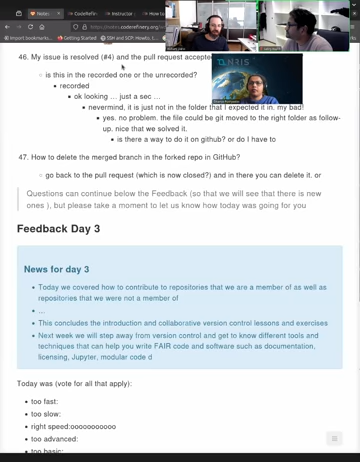 Notes
CodeRefin
Instructor
How to
https://notes.coderefinery.org
Import bookmarks...
Getting Started
SSH and SCP: Howto, t
46. My issue is resolved (#4) and the pull request accepte
is this in the recorded one or the unrecorded?
recorded
ok looking ... just a sec ...
nevermind, it is just not in the folder that I expected it in. my bad!
yes. no problem. the file could be git moved to the right folder as follow-
up. nice that we solved it.
is there a way to do it on github? or do I have to
47. How to delete the merged branch in the forked repo in GitHub?
go back to the pull request (which is now closed?) and in there you can delete it. or
Questions can continue below the Feedback (so that we will see that there is new
ones ), but please take a moment to let us know how today was going for you
Feedback Day 3
News for day 3
Today we covered how to contribute to repositories that we are a member of as well as
repositories that we were not a member of
...
This concludes the introduction and collaborative version control lessons and exercises
Next week we will step away from version control and get to know different tools and
techniques that can help you write FAIR code and software such as documentation,
licensing, Jupyter, modular code d
Today was (vote for all that apply):
too fast:
too slow:
right speed:oooooooooooo
too advanced:
too basic: